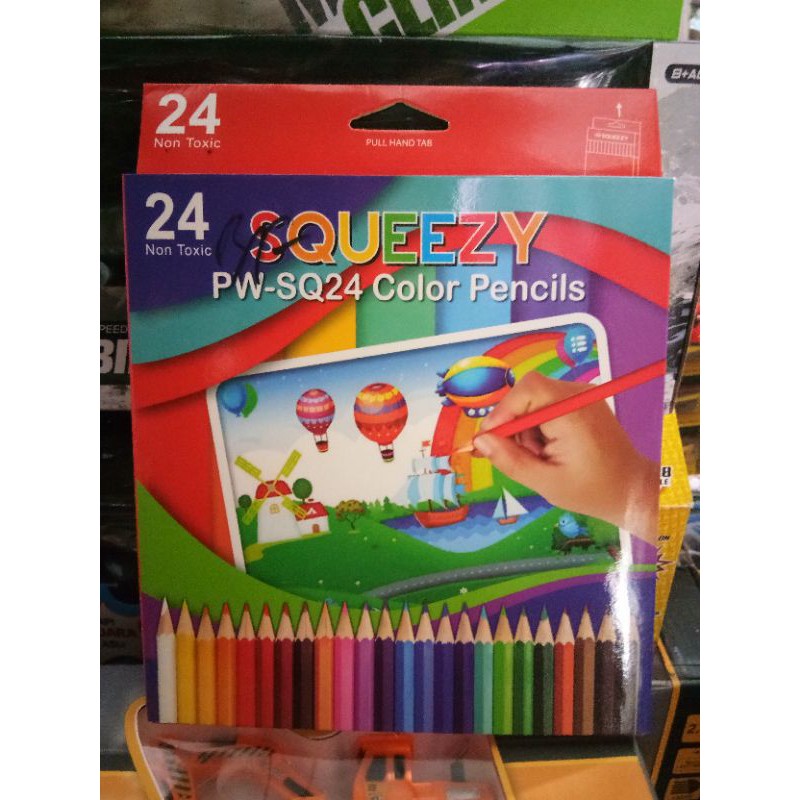 24
Non Toxic
PULL HAND TAB
24
Non Toxic
SQUEEZY
PW-SQ24 Color Pencils